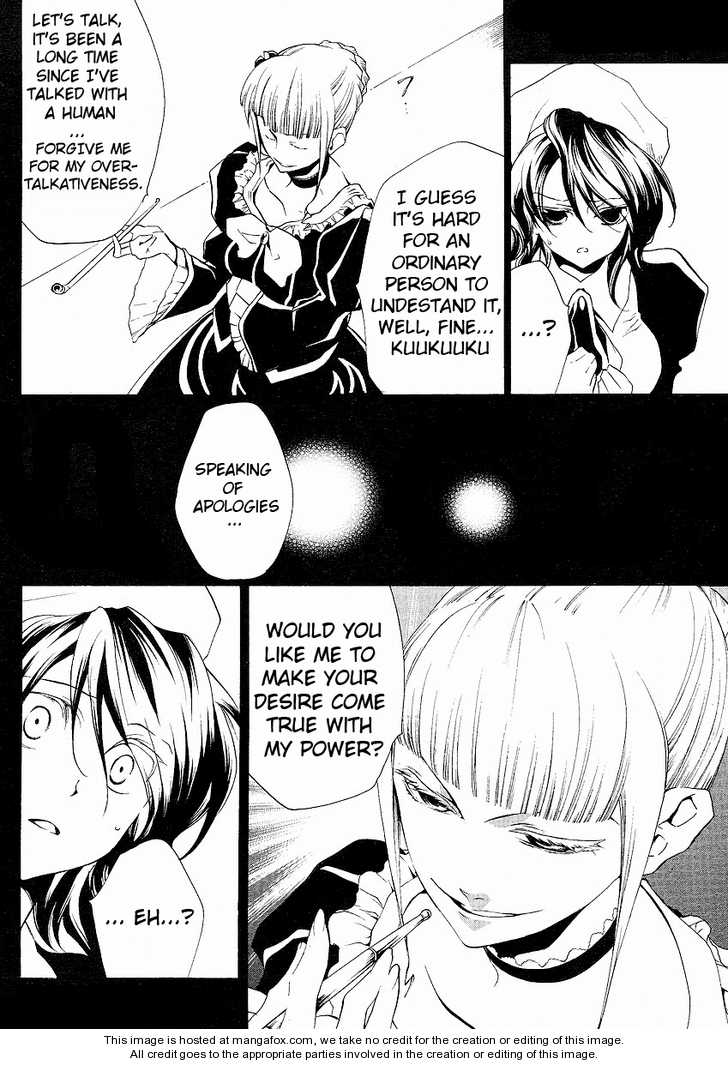 LET'S TALK,
IT'S BEEN A
LONG TIME
SINCE I'VE
TALKED WITH
A HUMAN
...
FORGIVE ME
FOR MY OVER-
TALKATIVENESS.
?
I GUESS
IT'S HARD
FOR AN
ORDINARY
PERSON TO
UNDESTAND IT,
WELL, FINE...
KUUKUUKU
...?
SPEAKING
OF
APOLOGIES
...
WOULD YOU
LIKE ME TO
MAKE YOUR
DESIRE COME
TRUE WITH
MY POWER?
... EH...?
This image is hosted at mangafox.com, we take no credit for the creation or editing of this image.
All credit goes to the appropriate parties involved in the creation or editing of this image.